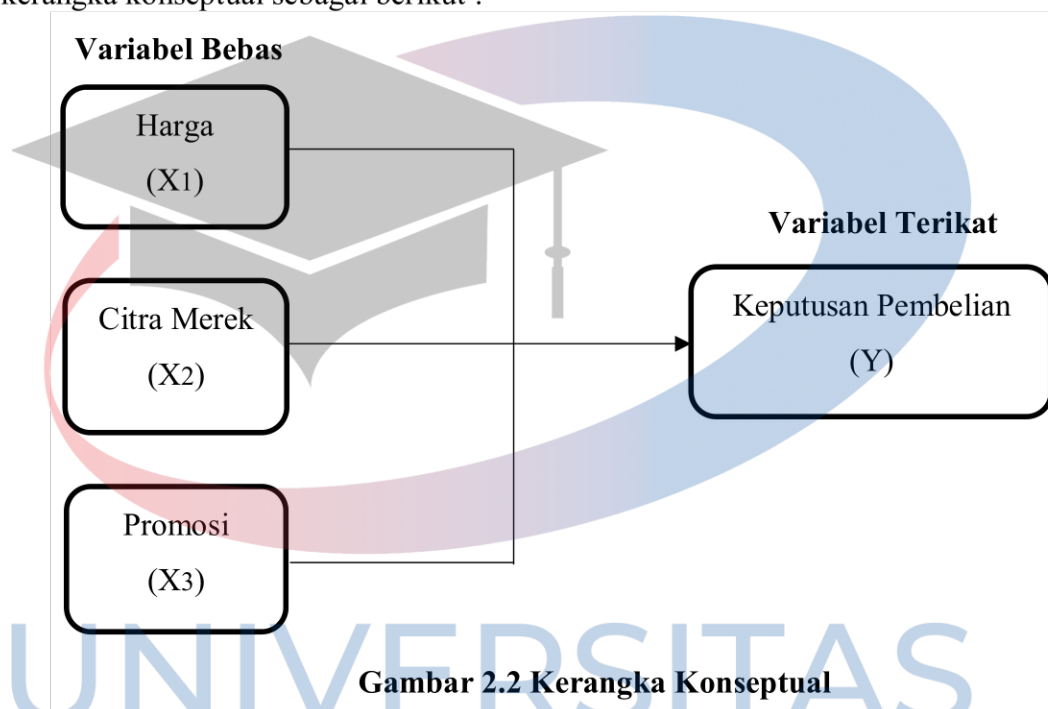 kerangka konseptual sebagai berikut :
Variabel Bebas
Harga
(X1)
Citra Merek
(X2)
Promosi
(X3)
Variabel Terikat
Keputusan Pembelian
(Y)
Gambar 2.2 Kerangka Konseptual
UNIVERSITAS